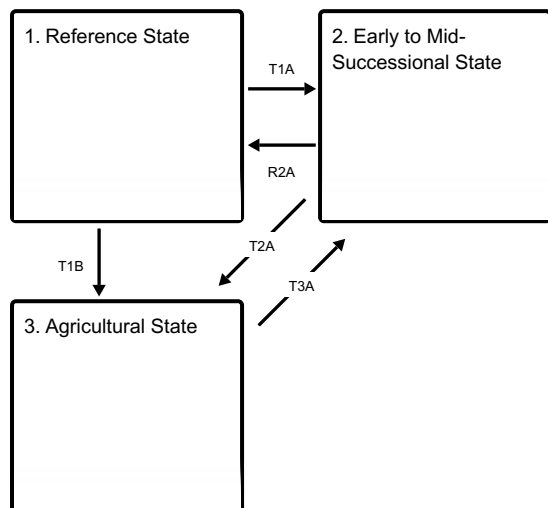 1. Reference State
2. Early to Mid-
Successional State
T1A
R2A
T1B
T2A
T3A
3. Agricultural State